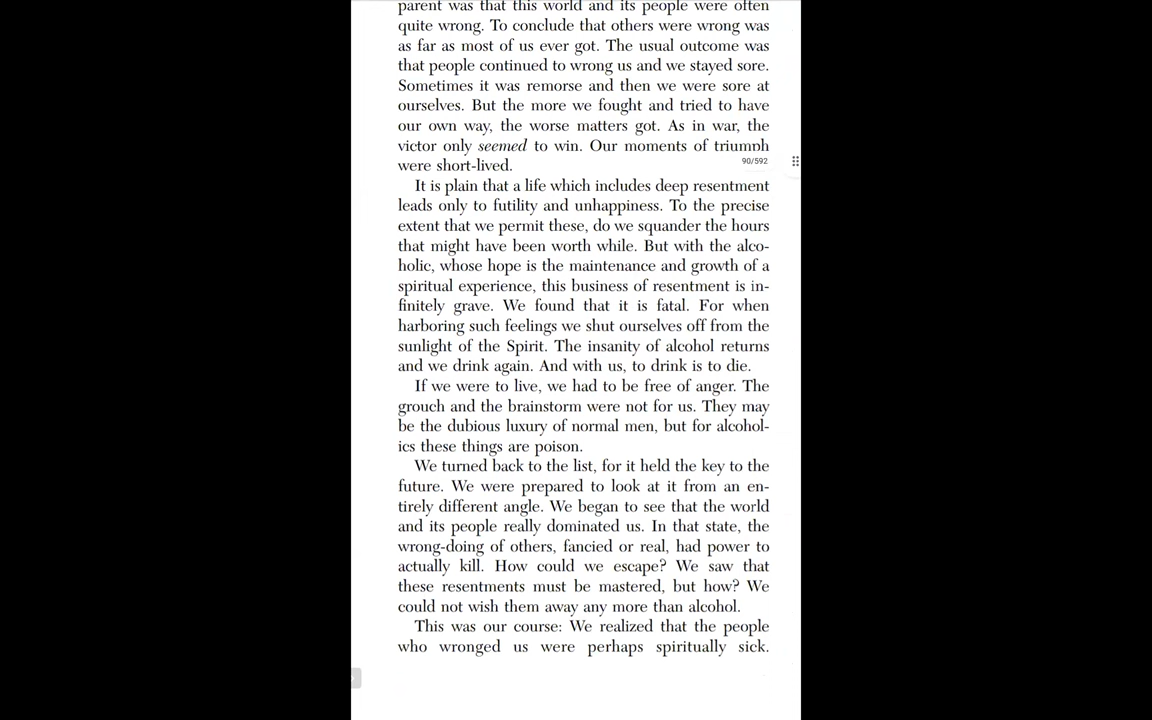 parent was that this world and its people were often
quite wrong. To conclude that others were wrong was
as far as most of us ever got. The usual outcome was
that people continued to wrong us and we stayed sore.
Sometimes it was remorse and then we were sore at
ourselves. But the more we fought and tried to have
our own way, the worse matters got. As in war, the
victor only seemed to win. Our moments of triumph
90/592
were short-lived.
It is plain that a life which includes deep resentment
leads only to futility and unhappiness. To the precise
extent that we permit these, do we squander the hours
that might have been worth while. But with the alco-
holic, whose hope is the maintenance and growth of a
spiritual experience, this business of resentment is in-
finitely grave. We found that it is fatal. For when
harboring such feelings we shut ourselves off from the
sunlight of the Spirit. The insanity of alcohol returns
and we drink again. And with us, to drink is to die.
If we were to live, we had to be free of anger. The
grouch and the brainstorm were not for us. They may
be the dubious luxury of normal men, but for alcohol-
ics these things are poison.
We turned back to the list, for it held the key to the
future. We were prepared to look at it from an en-
tirely different angle. We began to see that the world
and its people really dominated us. In that state, the
wrong-doing of others, fancied or real, had power to
actually kill. How could we escape? We saw that
these resentments must be mastered, but how? We
could not wish them away any more than alcohol.
This was our course: We realized that the people
who wronged us were perhaps spiritually sick.